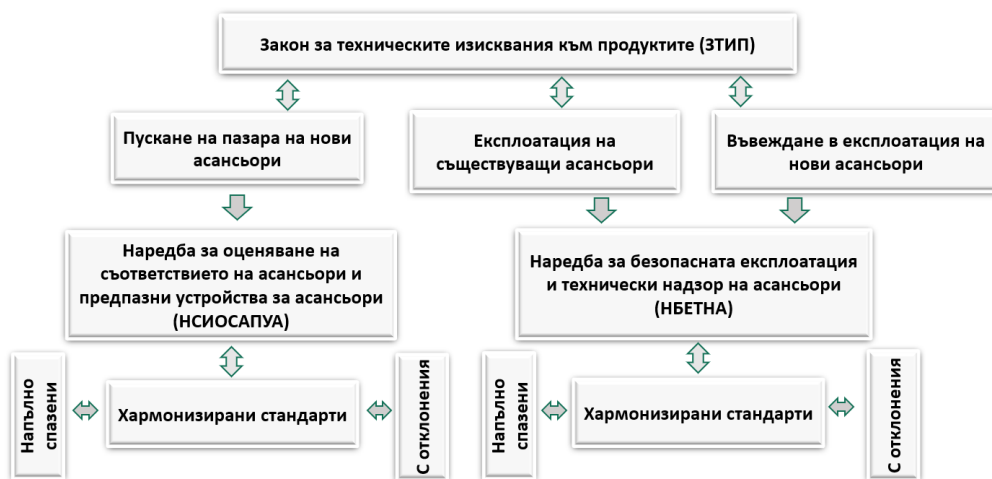 Закон за техническите изисквания към продуктите (ЗТИП)
Пускане на пазара на нови
асансьори
Експлоатация на
съществуващи асансьори
Въвеждане в експлоатация на
нови асансьори
Наредба за оценяване на
съответствието на асансьори и
предпазни устройства за асансьори
(НСИОСАПУА)
Наредба за безопасната експлоатация
и технически надзор на асансьори
(НБЕТНА)
Напълно
спазени
Хармонизирани стандарти
С отклонения
Напълно
спазени
Хармонизирани стандарти
С отклонения